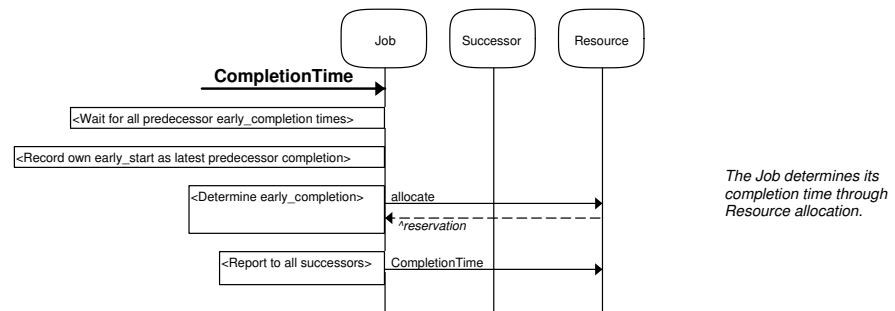 Job
Successor
Resource
CompletionTime
<Wait for all predecessor early_completion times>
<Record own early_start as latest predecessor completion>
<Determine early_completion>
allocate
^reservation
The Job determines its
completion time through
Resource allocation.
<Report to all successors>
CompletionTime